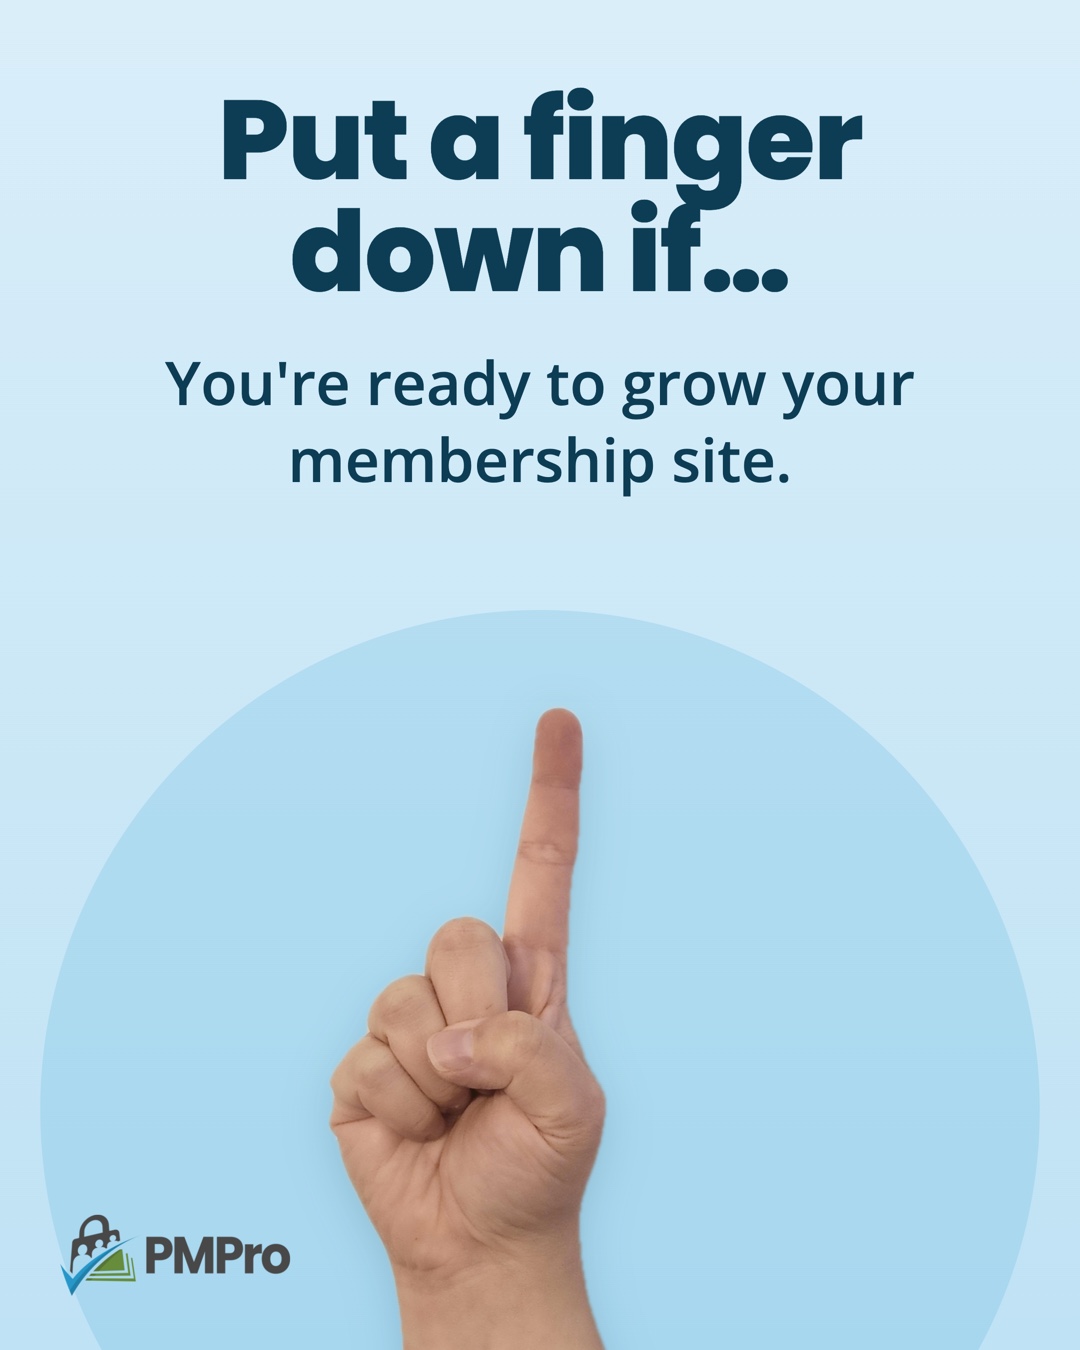 Put a finger
down if...
You're ready to grow your
membership site.
PMPro